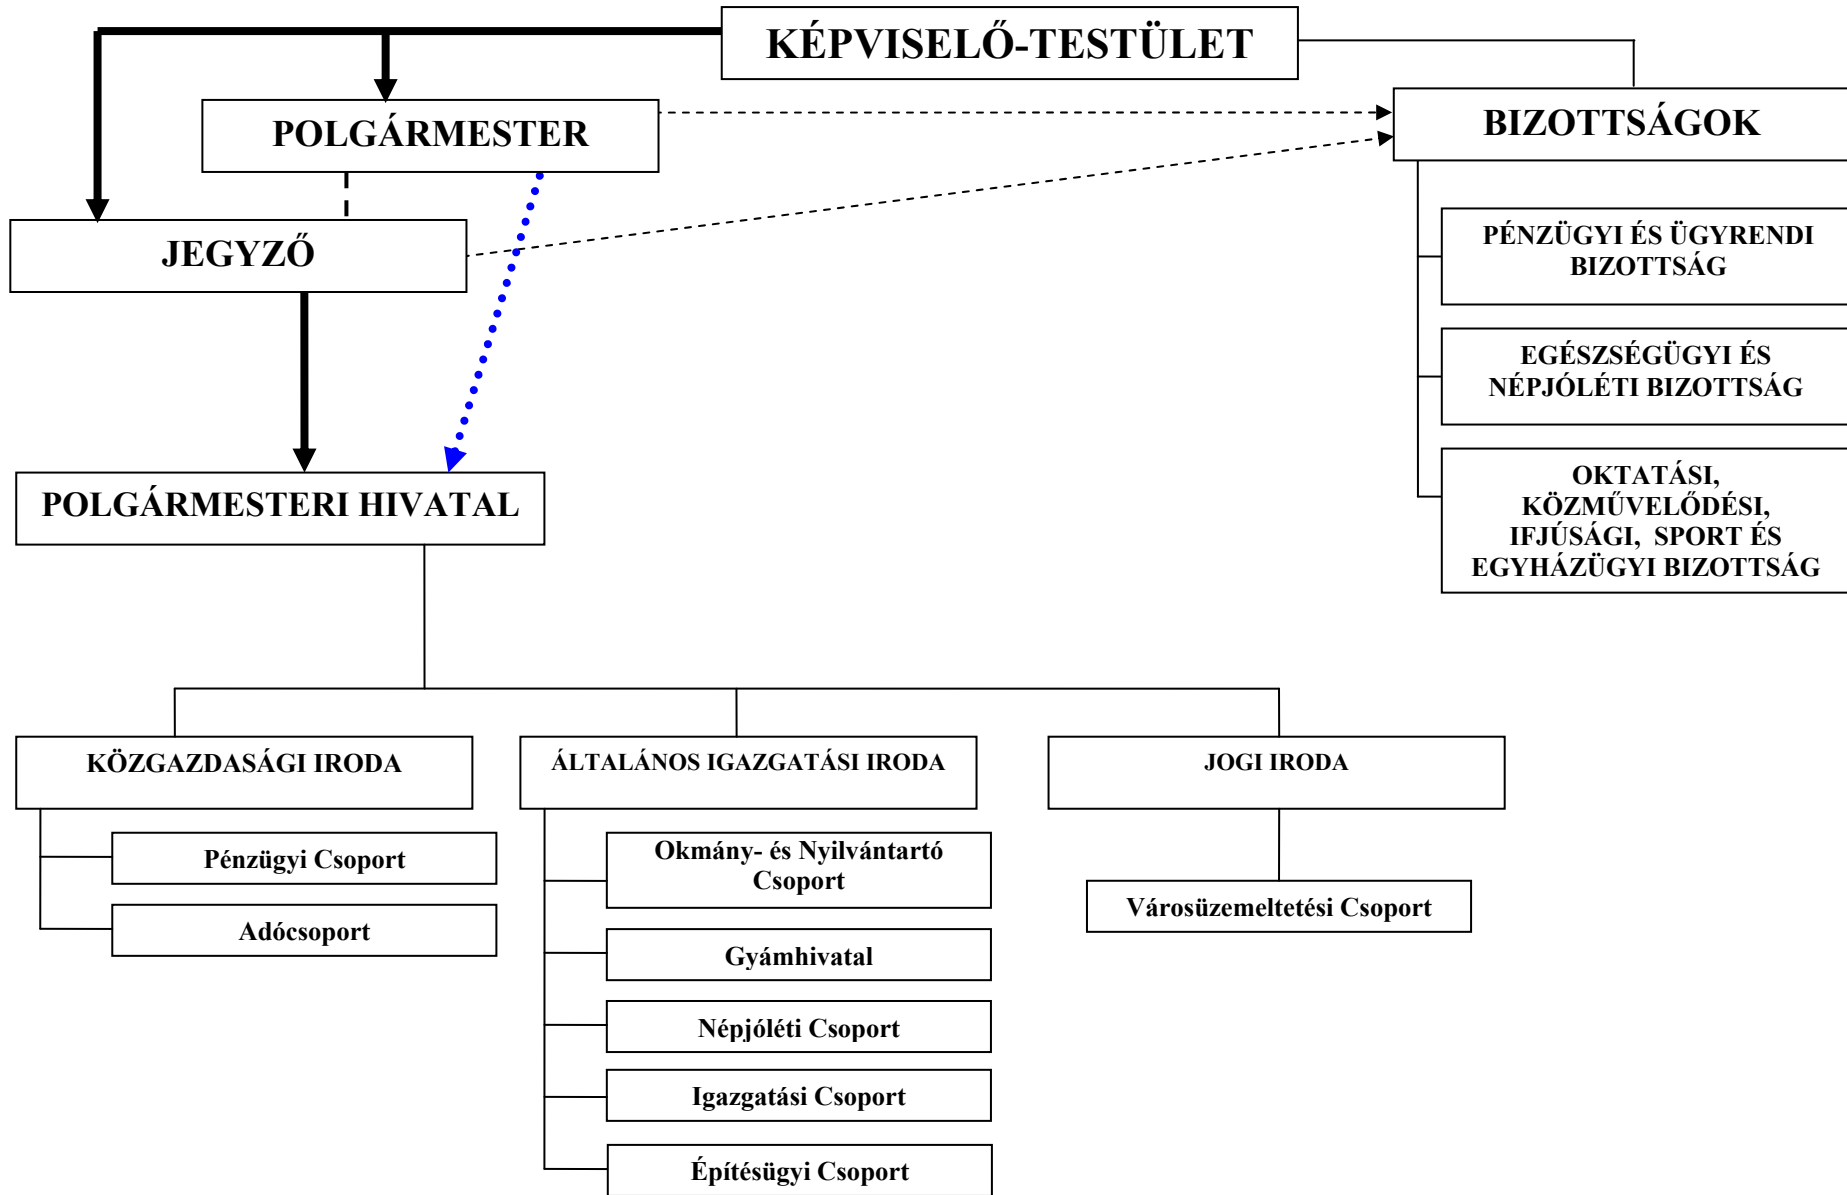 KÉPVISELŐ-TESTÜLET
POLGÁRMESTER
BIZOTTSÁGOK
JEGYZŐ
PÉNZÜGYI ÉS ÜGYRENDI
BIZOTTSÁG
EGÉSZSÉGÜGYI ÉS
NÉPJÓLÉTI BIZOTTSÁG
OKTATÁSI,
KÖZMŰVELŐDÉSI,
IFJÚSÁGI, SPORT ÉS
EGYHÁZÜGYI BIZOTTSÁG
POLGÁRMESTERI HIVATAL
KÖZGAZDASÁGI IRODA
Pénzügyi Csoport
Adócsoport
ÁLTALÁNOS IGAZGATÁSI IRODA
Okmány- és Nyilvántartó
Csoport
Gyámhivatal
Népjóléti Csoport
Igazgatási Csoport
Építésügyi Csoport
JOGI IRODA
Városüzemeltetési Csoport